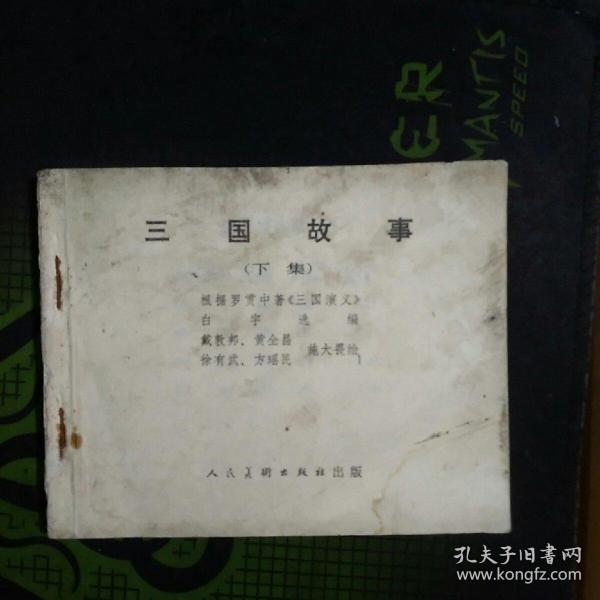 ER
MANTIS
SPEED
三国故事
(下集)
根据罗贯中著《三国演义》
白宇选编
戴敦邦、黄全昌
徐有武、方瑶民 施大畏绘
人民美術出版社出版
孔夫子旧书网
www.kongfz.com